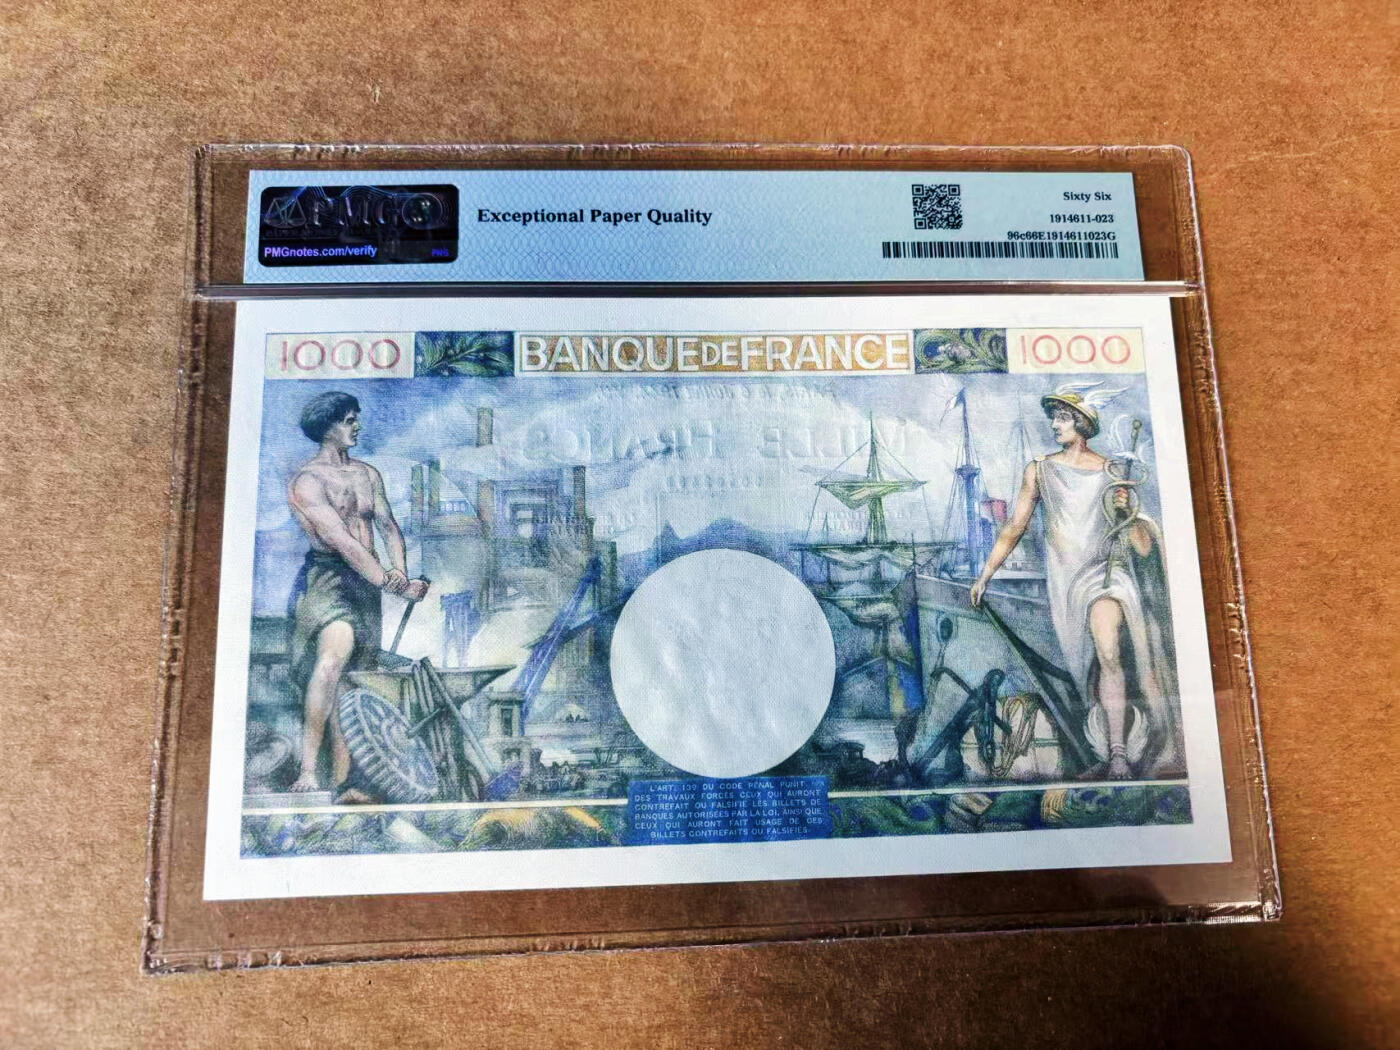 PMG
PMGnotes.com/verify
PMG
Exceptional Paper Quality
Sixty Six
1914611-023
96c66E1914611023G
1000
BANQUE DE FRANCE
1000
L'ART. 139 DU CODE PÉNAL PUNIT
DES TRAVAUX FORCÉS CEUX QUI AURONT
CONTREFAIT OU FALSIFIÉ LES BILLETS DE
BANQUES AUTORISÉES PAR LA LOI, AINSI QUE
CEUX QUI AURONT FAIT USAGE DE CES
BILLETS CONTREFAITS OU FALSIFIÉS.